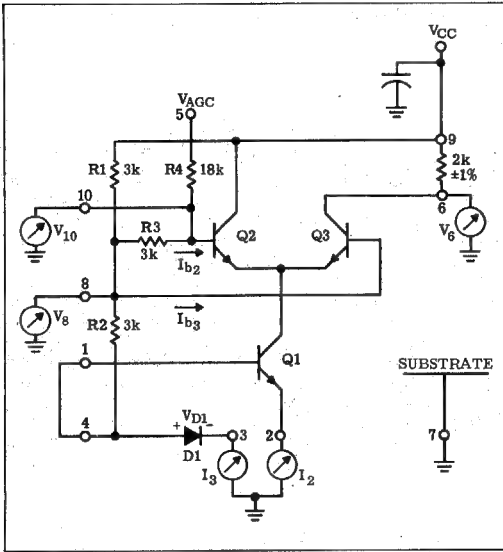 VCC
VAGC
5
9
R1 3k
R4 18k
2k
±1%
10
6
V10
R3
3k
Q2
Q3
V6
Ib2
8
Ib3
V8
R2 3k
1
Q1
SUBSTRATE
4
+ VD1 -
3
2
7
D1
I3
I2